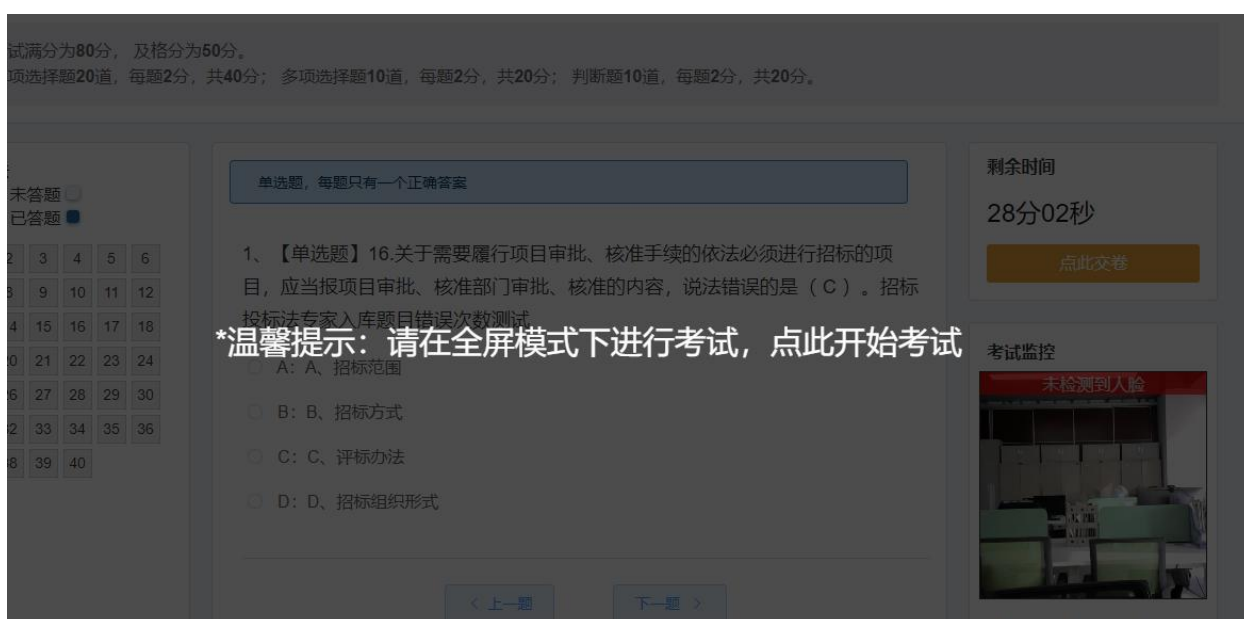 试满分为80分， 及格分为50分。
项选择题20道，每题2分，共40分； 多项选择题10道，每题2分，共20分； 判断题10道，每题2分，共20分。
未答题
已答题
2 3 4 5 6
9 10 11 12
15 16 17 18
21 22 23 24
27 28 29 30
33 34 35 36
39 40
单选题，每题只有一个正确答案
1、【单选题】16.关于需要履行项目审批、核准手续的依法必须进行招标的项
目，应当报项目审批、核准部门审批、核准的内容，说法错误的是（ C ）。招标
投标法专家入库题目错误次数测试
*温馨提示：请在全屏模式下进行考试，点此开始考试
A：A、招标范围
B：B、招标方式
C：C、评标办法
D：D、招标组织形式
< 上一题
下一题 >
剩余时间
28分02秒
点此交卷
考试监控
未检测到人脸